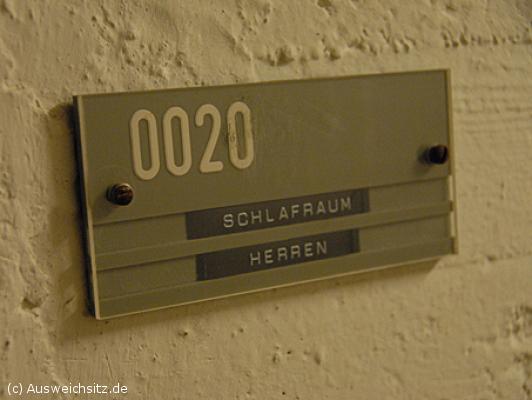 0020
SCHLAFRAUM
HERREN
(c) Ausweichsitz.de